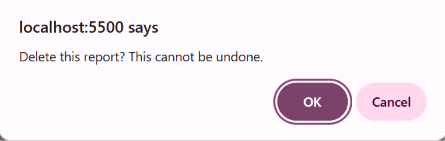 localhost:5500 says
Delete this report? This cannot be undone.
OK
Cancel